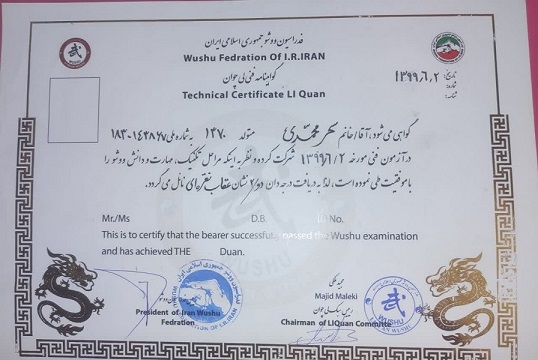 فدراسیون ووشو جمهوری اسلامی ایران
Wushu Fedration Of I.R.IRAN
گواهینامه فنی لی چوان
Technical Certificate LI Quan
تاریخ: ۱۳۹۹/۶/۲
گواهی می‌شود، آقا/خانم سحر محمدی متولد ۱۳۷۰ به شماره ملی
در آزمون فنی مورخه ۱۳۹۹/۶/۲ شرکت کرده و نظر به اینکه مراحل تکنیک، مهارت و دانش ووشو را
با موفقیت طی نموده است، لذا به دریافت درجه دان دو/۲ نشان عقاب نقره‌ای نائل می‌گردد.
Mr./Ms D.B No.
This is to certify that the bearer successfully passed the Wushu examination
and has achieved THE Duan.
President of Iran Wushu
Fedration
مجید ملکی
Majid Maleki
رئیس سبک لی چوان
Chairman of LIQuan Committe
WUSHU